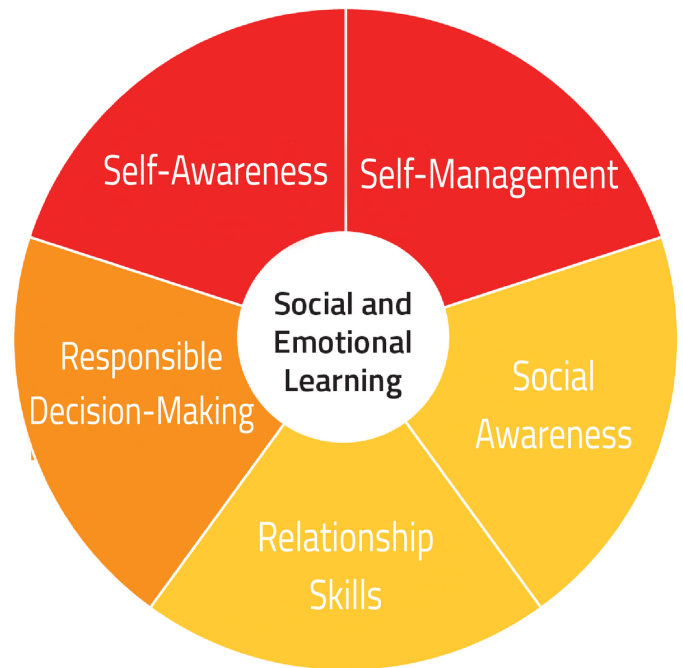 Self-Awareness
Self-Management
Social and
Emotional
Learning
Responsible
Decision-Making
Social
Awareness
Relationship
Skills